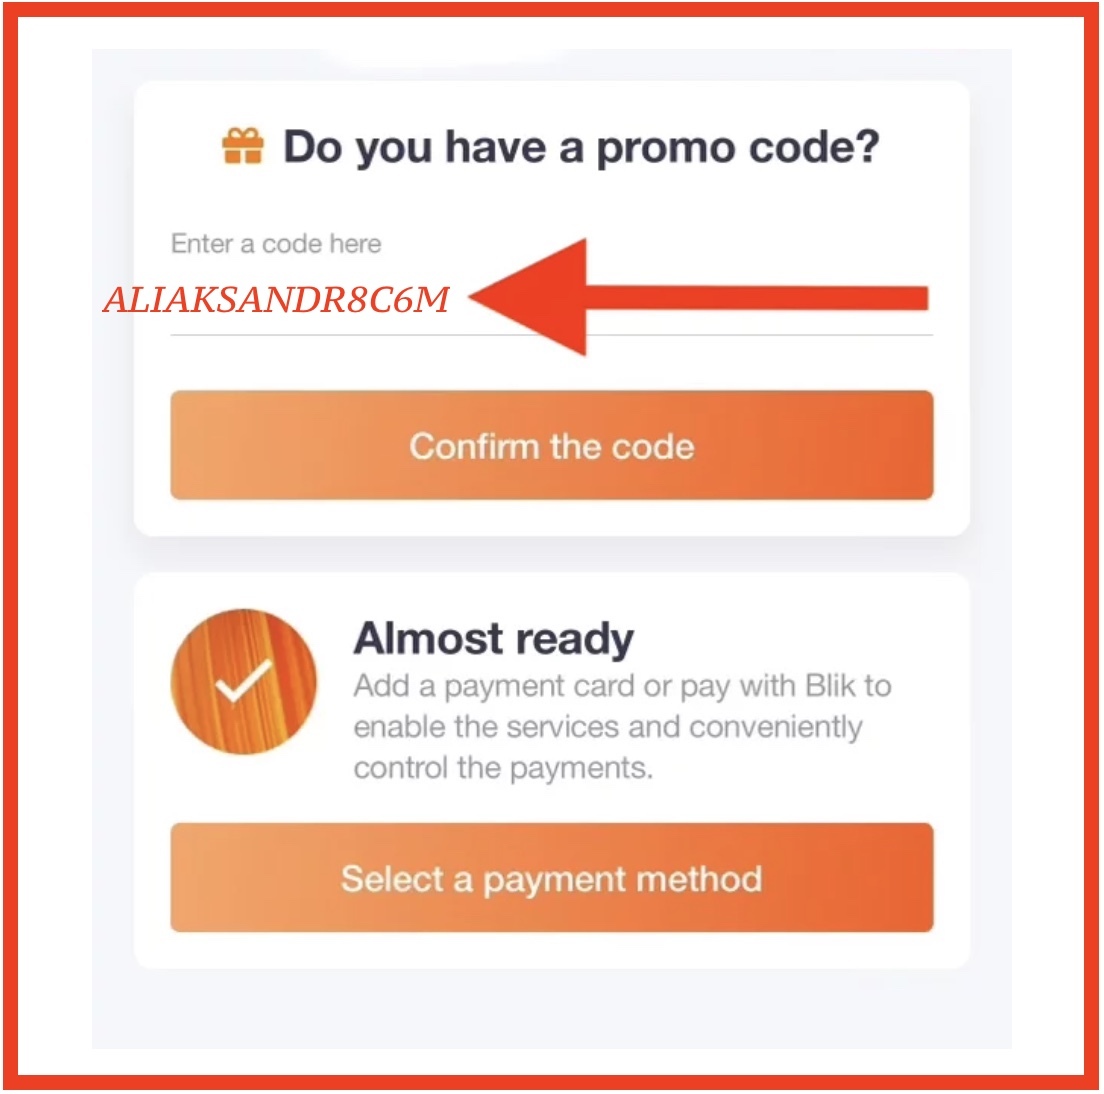 Do you have a promo code?
Enter a code here
ALIAKSANDR8C6M
Confirm the code
Almost ready
Add a payment card or pay with Blik to
enable the services and conveniently
control the payments.
Select a payment method